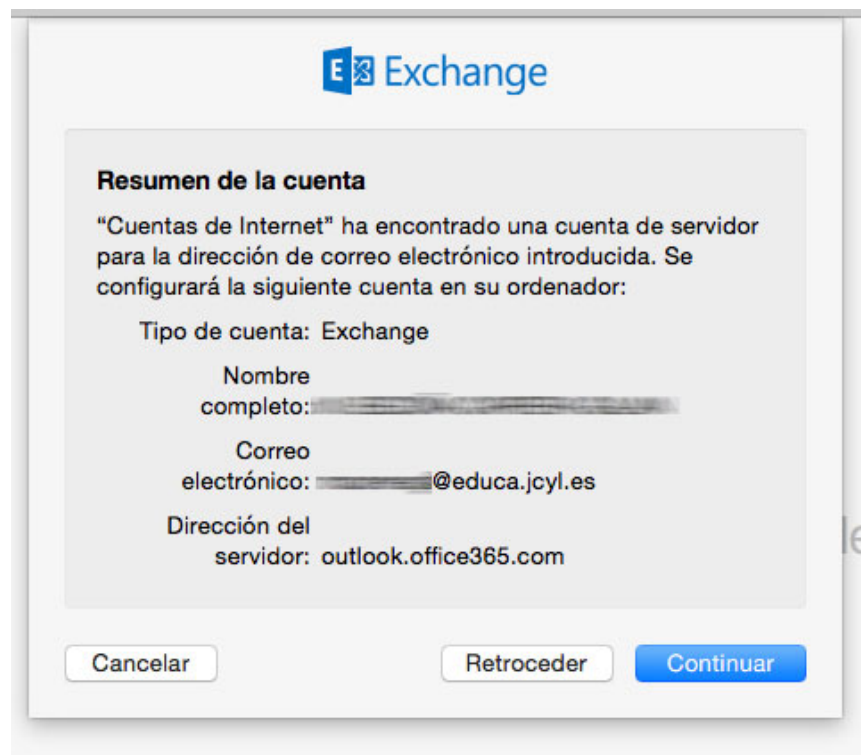 Exchange
Resumen de la cuenta
“Cuentas de Internet” ha encontrado una cuenta de servidor
para la dirección de correo electrónico introducida. Se
configurará la siguiente cuenta en su ordenador:
Tipo de cuenta: Exchange
Nombre
completo:
Correo
electrónico: @educa.jcyl.es
Dirección del
servidor: outlook.office365.com
Cancelar
Retroceder
Continuar